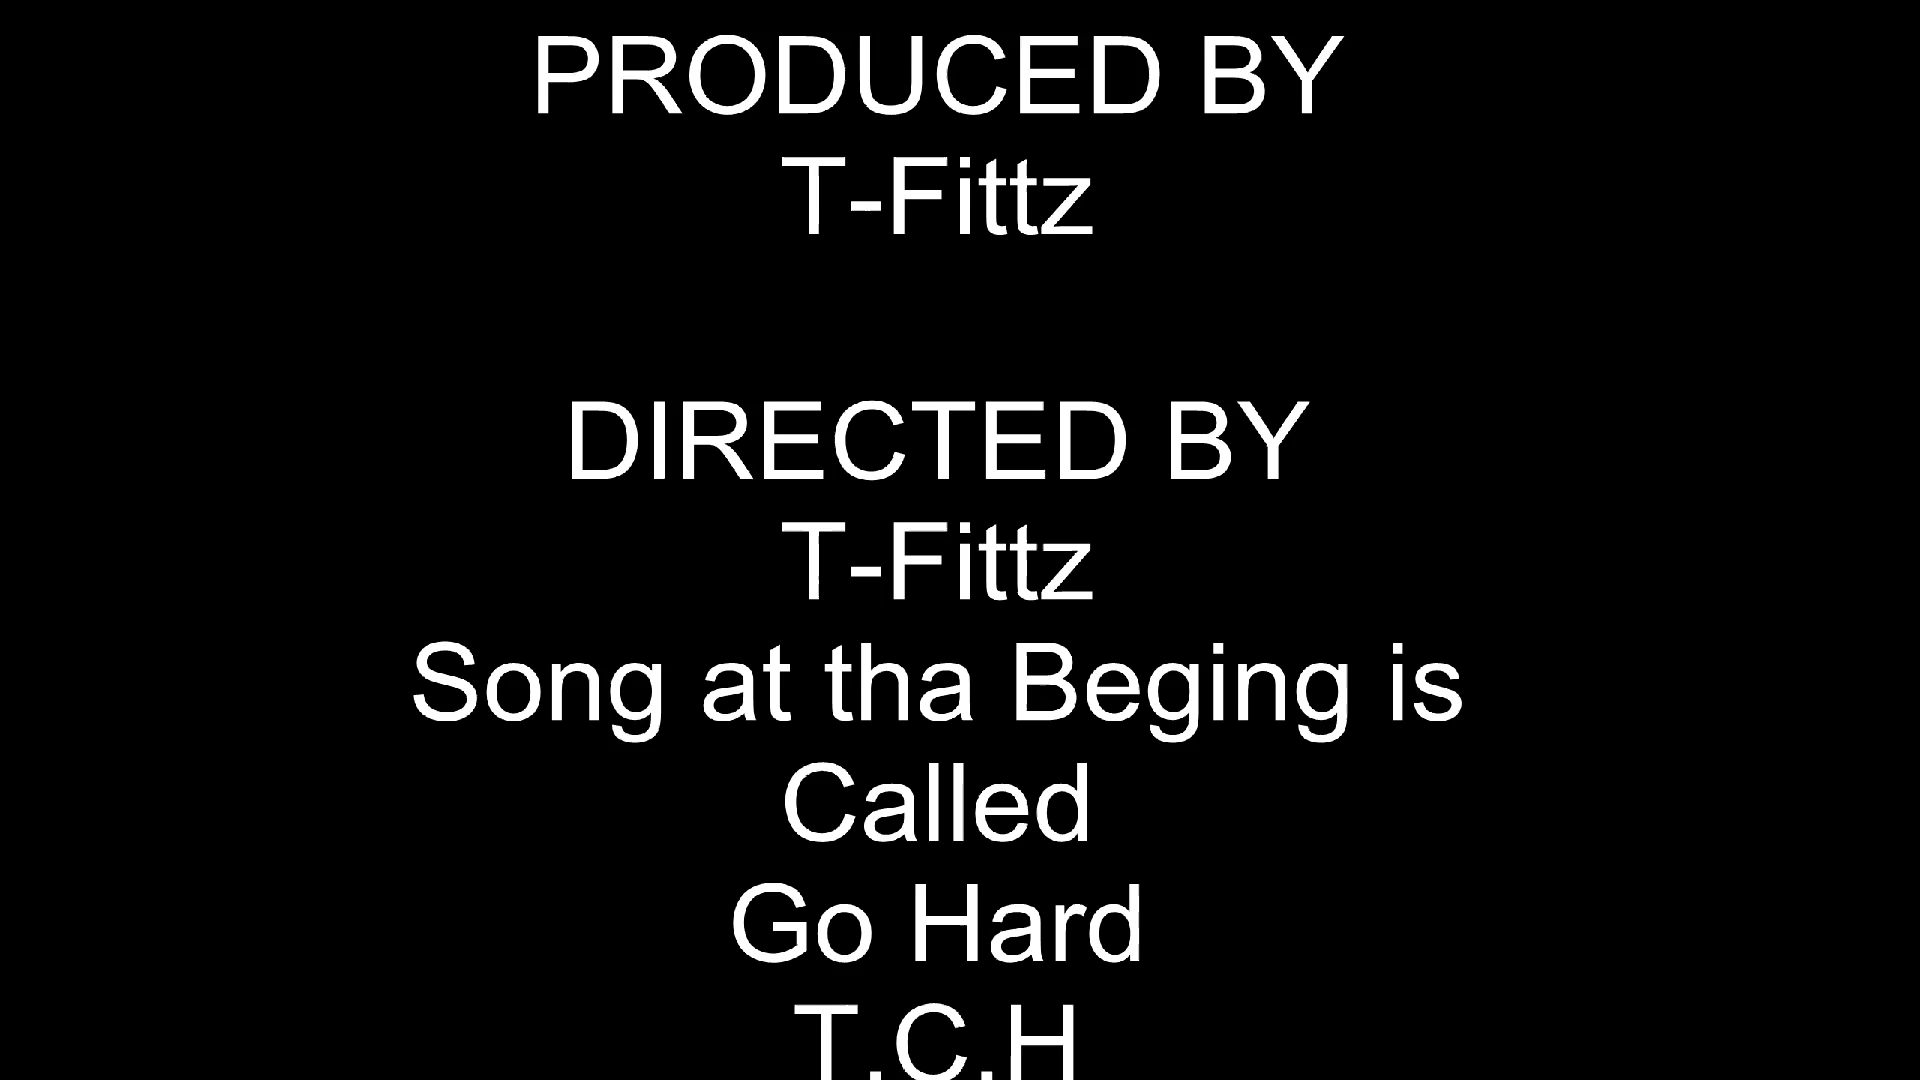 PRODUCED BY
T-Fittz
DIRECTED BY
T-Fittz
Song at tha Beging is
Called
Go Hard
T.C.H